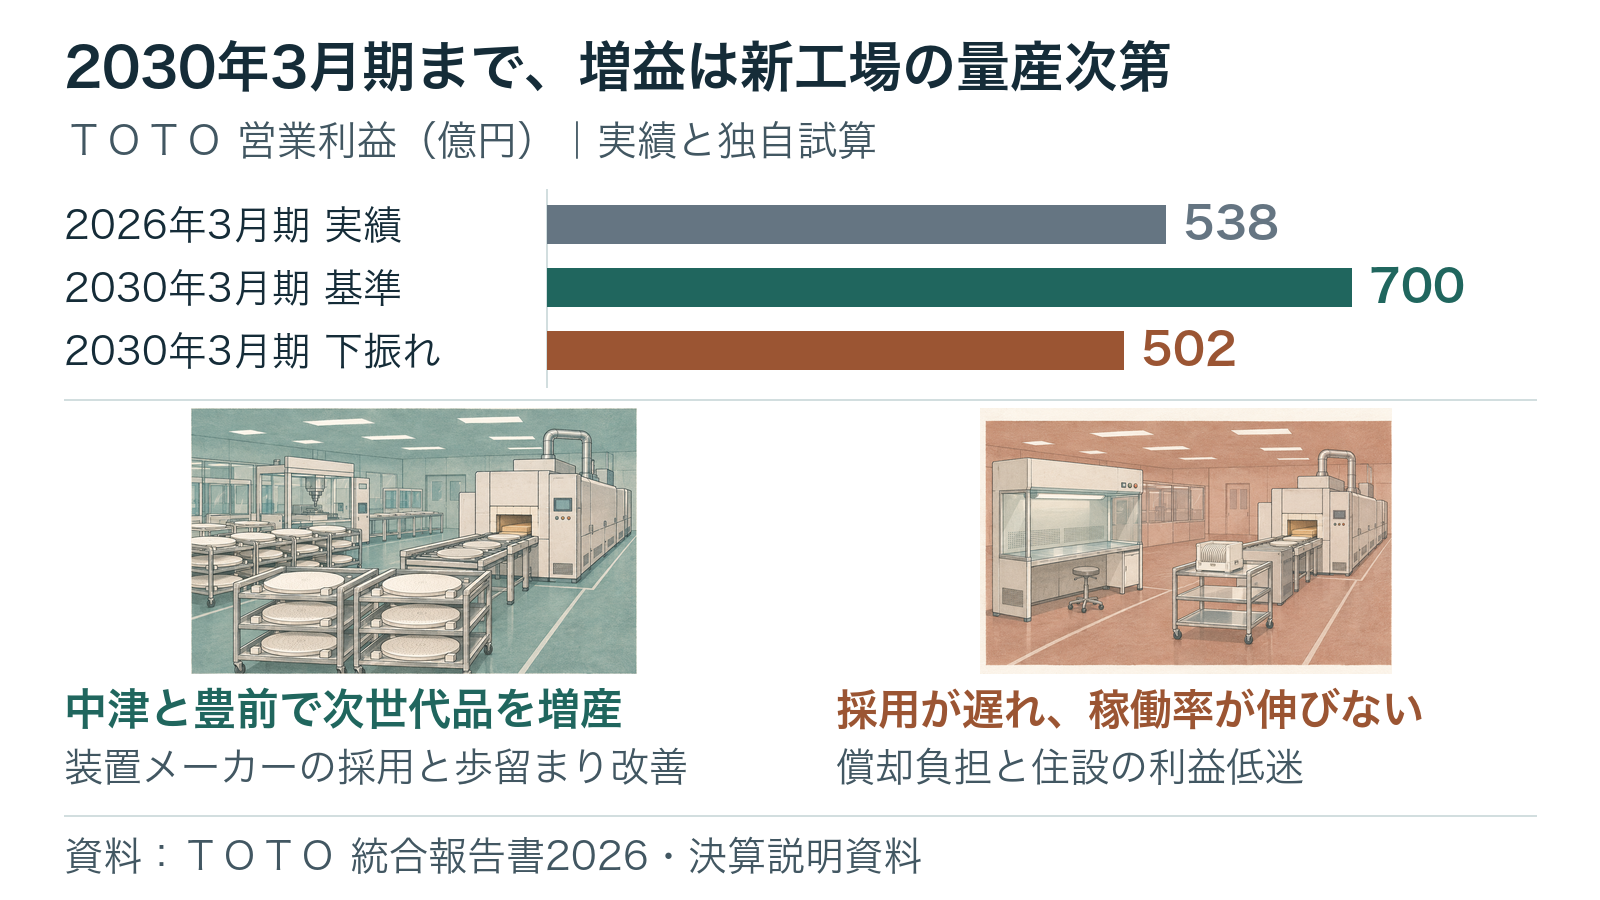 2030年3月期まで、増益は新工場の量産次第
ＴＯＴＯ 営業利益（億円）｜実績と独自試算
2026年3月期 実績 538
2030年3月期 基準 700
2030年3月期 下振れ 502
中津と豊前で次世代品を増産
装置メーカーの採用と歩留まり改善
採用が遅れ、稼働率が伸びない
償却負担と住設の利益低迷
資料：ＴＯＴＯ 統合報告書2026・決算説明資料